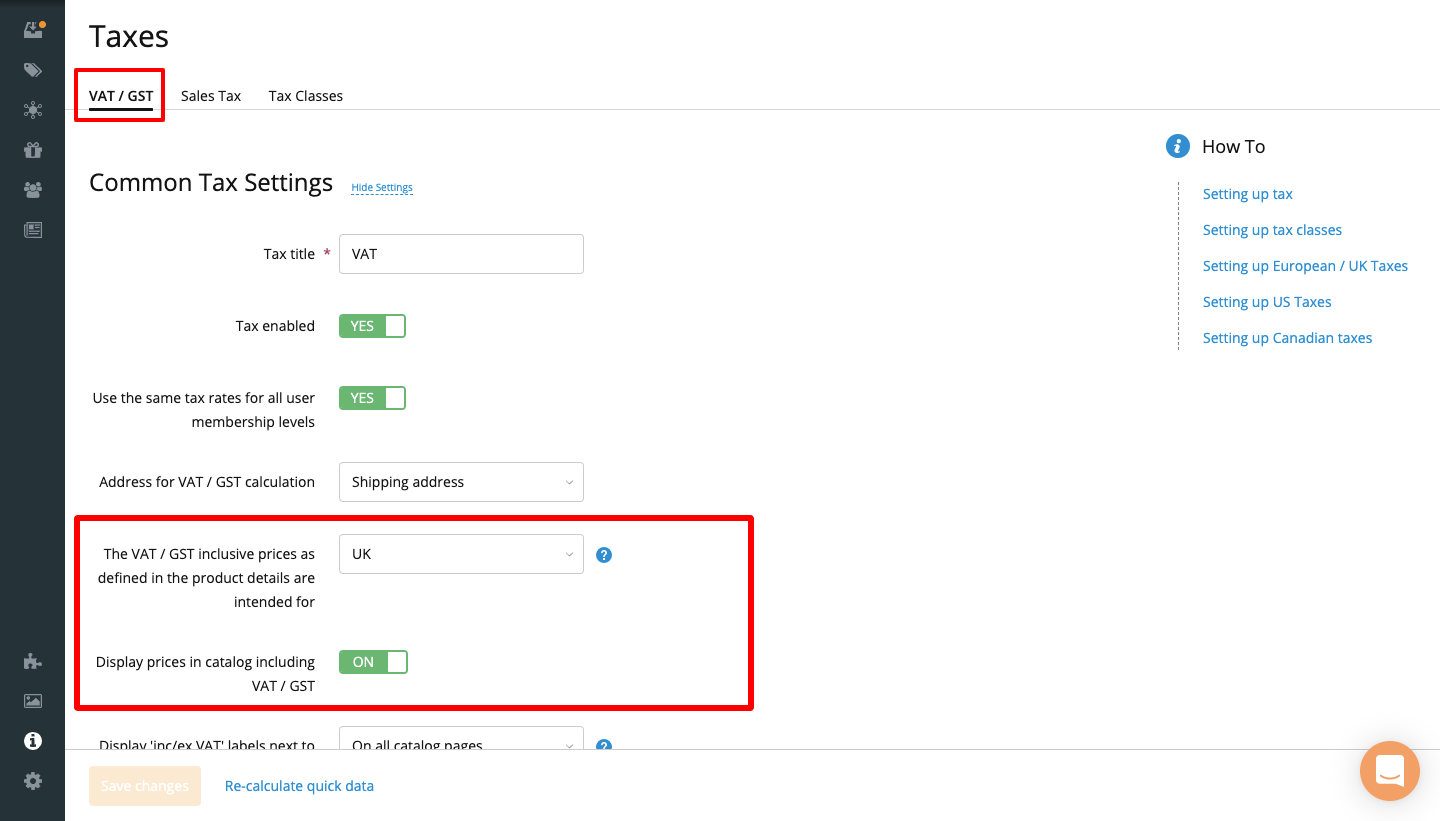 Taxes
VAT / GST
Sales Tax
Tax Classes
Common Tax Settings
Hide Settings
Tax title *
VAT
Tax enabled
YES
Use the same tax rates for all user
membership levels
YES
Address for VAT / GST calculation
Shipping address
The VAT / GST inclusive prices as
defined in the product details are
intended for
UK
?
Display prices in catalog including
VAT / GST
ON
Display 'inc/ex VAT' labels next to
On all catalog pages
?
Save changes
Re-calculate quick data
How To
Setting up tax
Setting up tax classes
Setting up European / UK Taxes
Setting up US Taxes
Setting up Canadian taxes